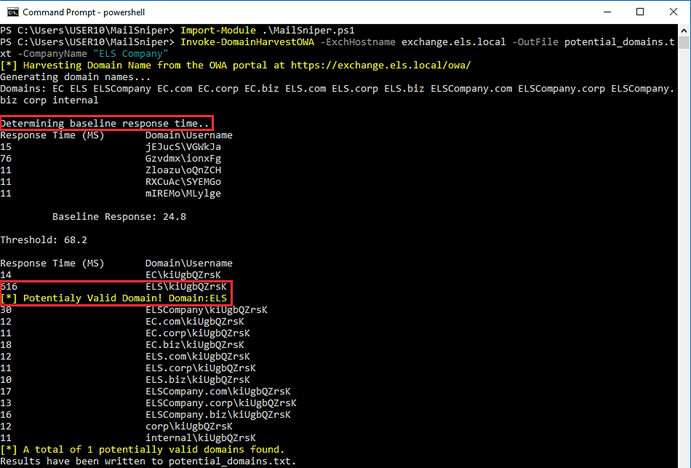 Command Prompt - powershell
PS C:\Users\USER10\MailSniper> Import-Module .\MailSniper.ps1
PS C:\Users\USER10\MailSniper> Invoke-DomainHarvestOWA -ExchHostname exchange.els.local -OutFile potential_domains.t
xt -CompanyName "ELS Company"
[*] Harvesting Domain Name from the OWA portal at https://exchange.els.local/owa/
Generating domain names...
Domains: EC ELS ELSCompany EC.com EC.corp EC.biz ELS.com ELS.corp ELS.biz ELSCompany.com ELSCompany.corp ELSCompany.
biz corp internal
Determining baseline response time..
Response Time (MS) Domain\Username
15 jEJucS\VGWkJa
76 Gzvdmx\ionxFg
11 Zloazu\oQnZCH
11 RXCuAc\SYEMGo
11 mIREMo\MLylge
Baseline Response: 24.8
Threshold: 68.2
Response Time (MS) Domain\Username
14 EC\kiUgbQZrsK
616 ELS\kiUgbQZrsK
[*] Potentialy Valid Domain! Domain:ELS
30 ELSCompany\kiUgbQZrsK
12 EC.com\kiUgbQZrsK
11 EC.corp\kiUgbQZrsK
18 EC.biz\kiUgbQZrsK
12 ELS.com\kiUgbQZrsK
11 ELS.corp\kiUgbQZrsK
10 ELS.biz\kiUgbQZrsK
17 ELSCompany.com\kiUgbQZrsK
13 ELSCompany.corp\kiUgbQZrsK
16 ELSCompany.biz\kiUgbQZrsK
12 corp\kiUgbQZrsK
11 internal\kiUgbQZrsK
[*] A total of 1 potentially valid domains found.
Results have been written to potential_domains.txt.